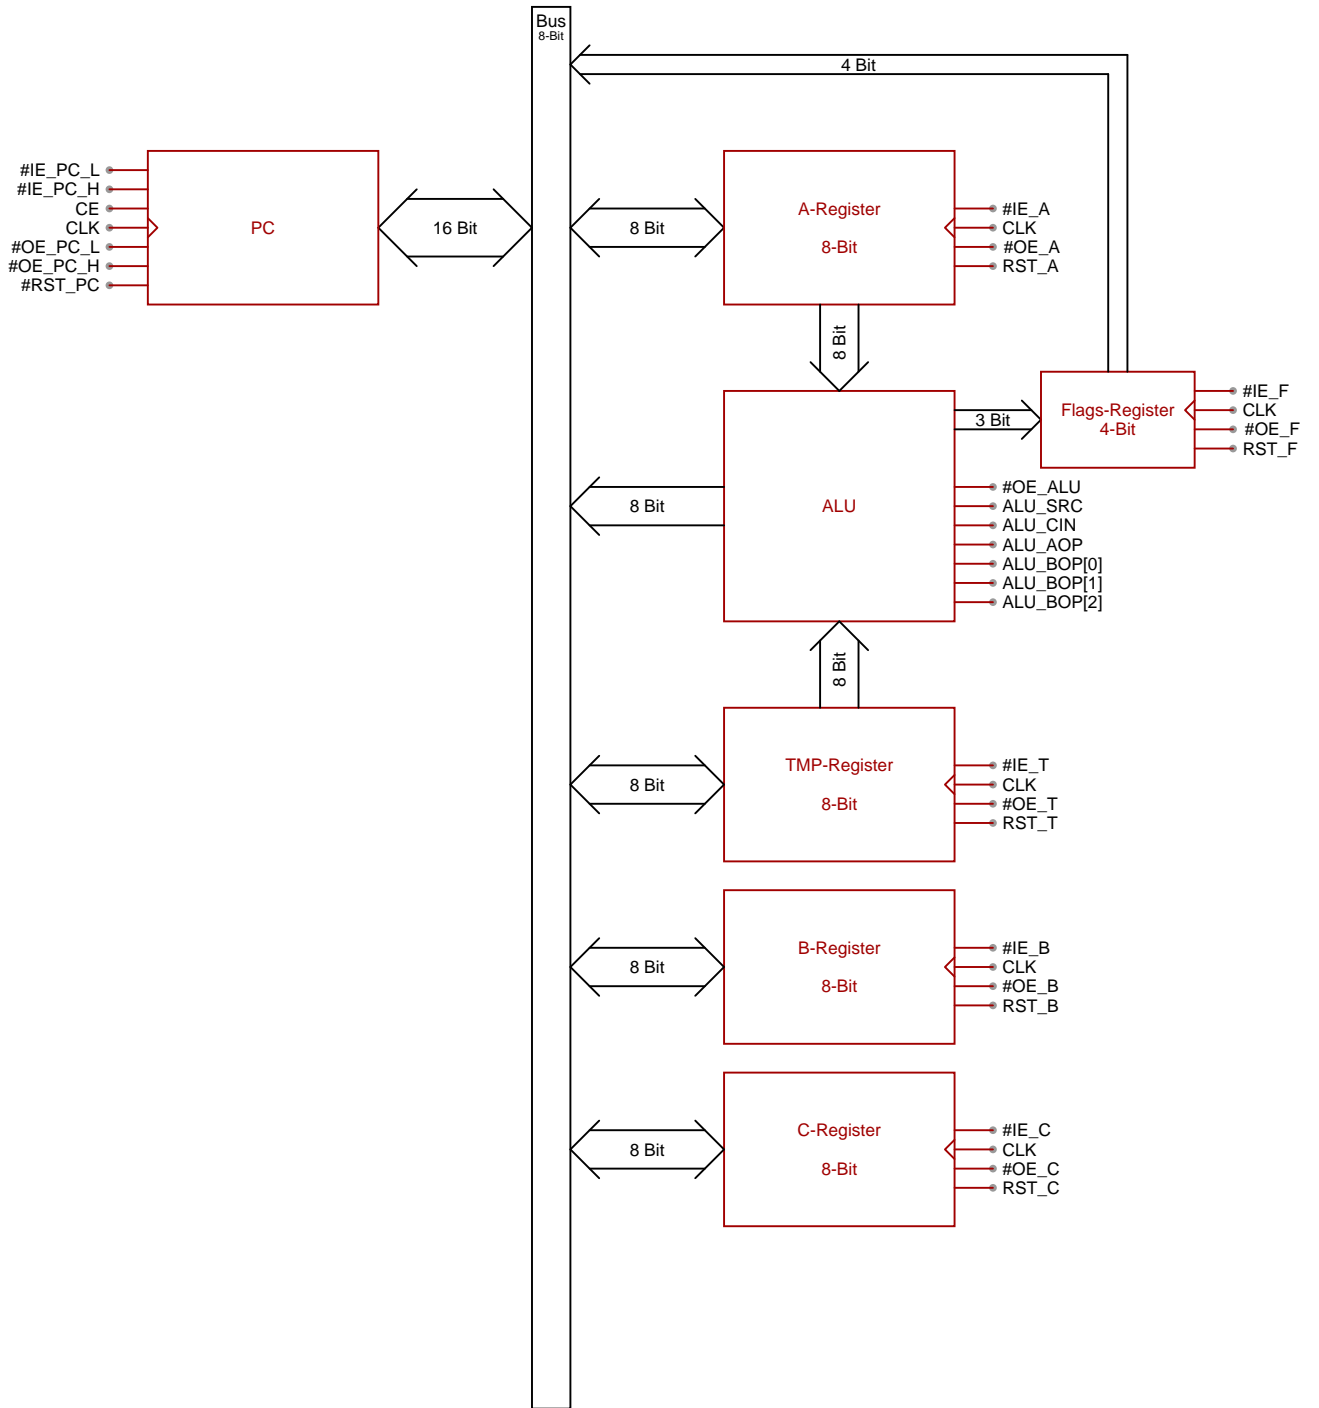 Bus
8-Bit
4 Bit
#IE_PC_L
#IE_PC_H
CE
CLK
#OE_PC_L
#OE_PC_H
#RST_PC
PC
16 Bit
8 Bit
A-Register
8-Bit
#IE_A
CLK
#OE_A
RST_A
8 Bit
3 Bit
Flags-Register
4-Bit
#IE_F
CLK
#OE_F
RST_F
8 Bit
ALU
#OE_ALU
ALU_SRC
ALU_CIN
ALU_AOP
ALU_BOP[0]
ALU_BOP[1]
ALU_BOP[2]
8 Bit
8 Bit
TMP-Register
8-Bit
#IE_T
CLK
#OE_T
RST_T
8 Bit
B-Register
8-Bit
#IE_B
CLK
#OE_B
RST_B
8 Bit
C-Register
8-Bit
#IE_C
CLK
#OE_C
RST_C